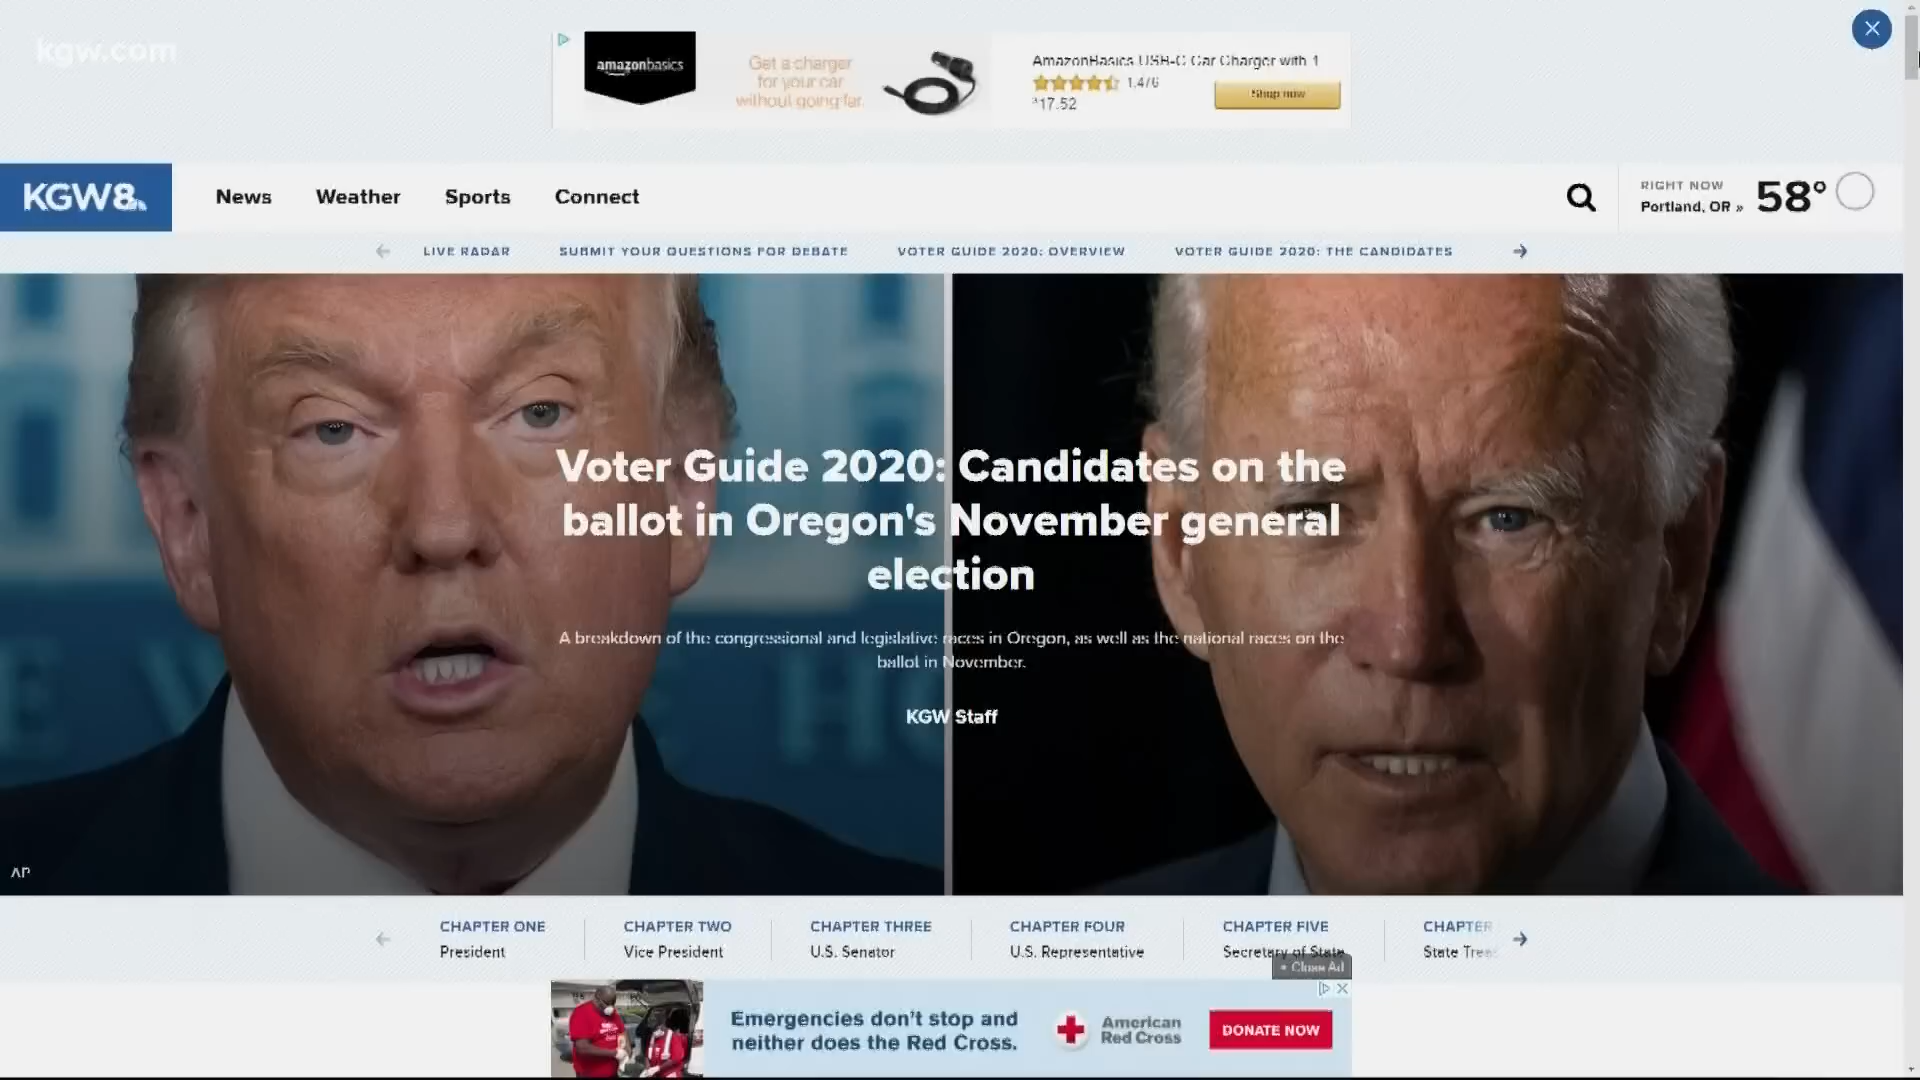 kgw.com
amazonbasics
Get a charger
for your car
without going far.
AmazonBasics USB-C Car Charger with 1
1,476
$17.52
Shop now
KGW8
News
Weather
Sports
Connect
RIGHT NOW
Portland, OR »
58°
LIVE RADAR
SUBMIT YOUR QUESTIONS FOR DEBATE
VOTER GUIDE 2020: OVERVIEW
VOTER GUIDE 2020: THE CANDIDATES
Voter Guide 2020: Candidates on the
ballot in Oregon's November general
election
A breakdown of the congressional and legislative races in Oregon, as well as the national races on the
ballot in November.
KGW Staff
AP
CHAPTER ONE
President
CHAPTER TWO
Vice President
CHAPTER THREE
U.S. Senator
CHAPTER FOUR
U.S. Representative
CHAPTER FIVE
Secretary of State
CHAPTER
State Treas
× Close Ad
Emergencies don't stop and
neither does the Red Cross.
American
Red Cross
DONATE NOW